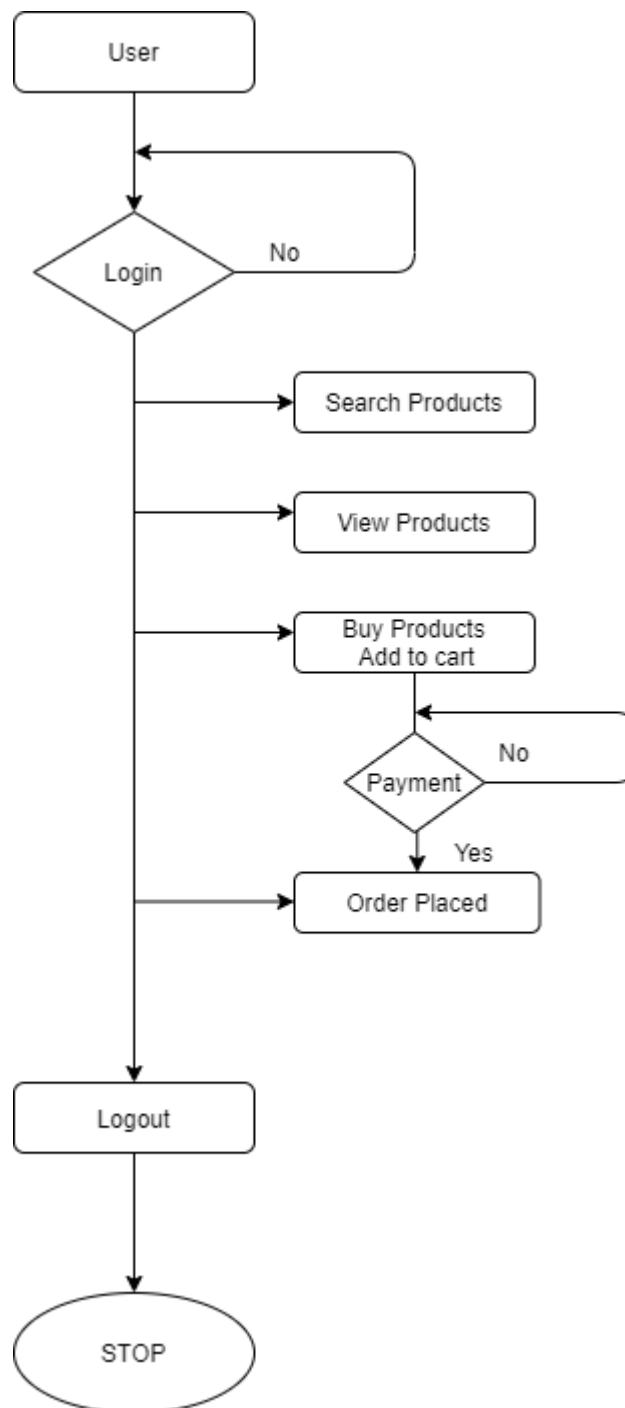 User
No
Login
Search Products
View Products
Buy Products
Add to cart
No
Payment
Yes
Order Placed
Logout
STOP